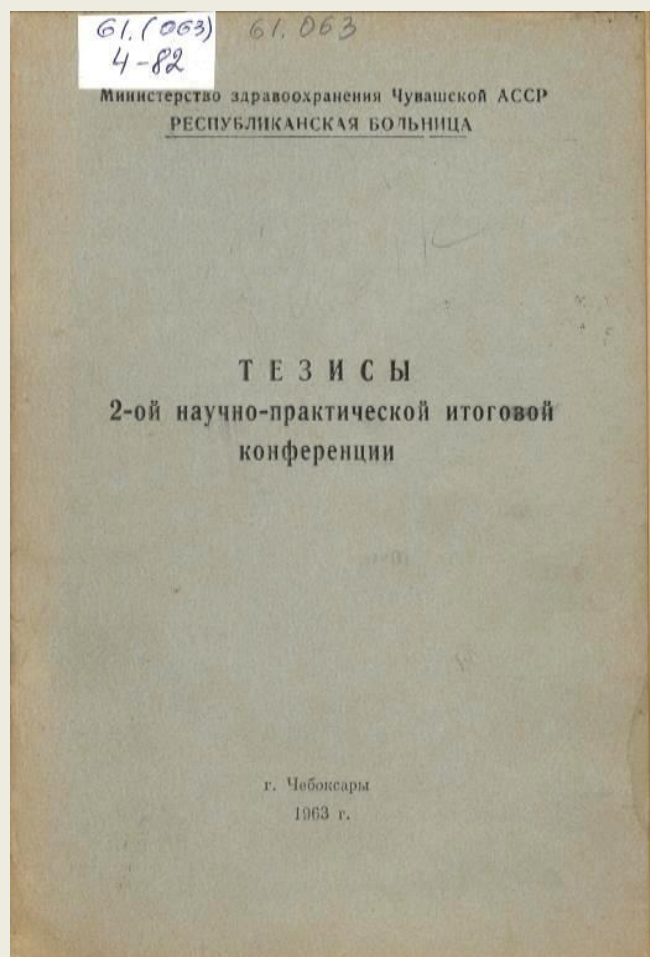 61.(063) 61.063
4-82
Министерство здравоохранения Чувашской АССР
РЕСПУБЛИКАНСКАЯ БОЛЬНИЦА
ТЕЗИСЫ
2-ой научно-практической итоговой
конференции
г. Чебоксары
1963 г.